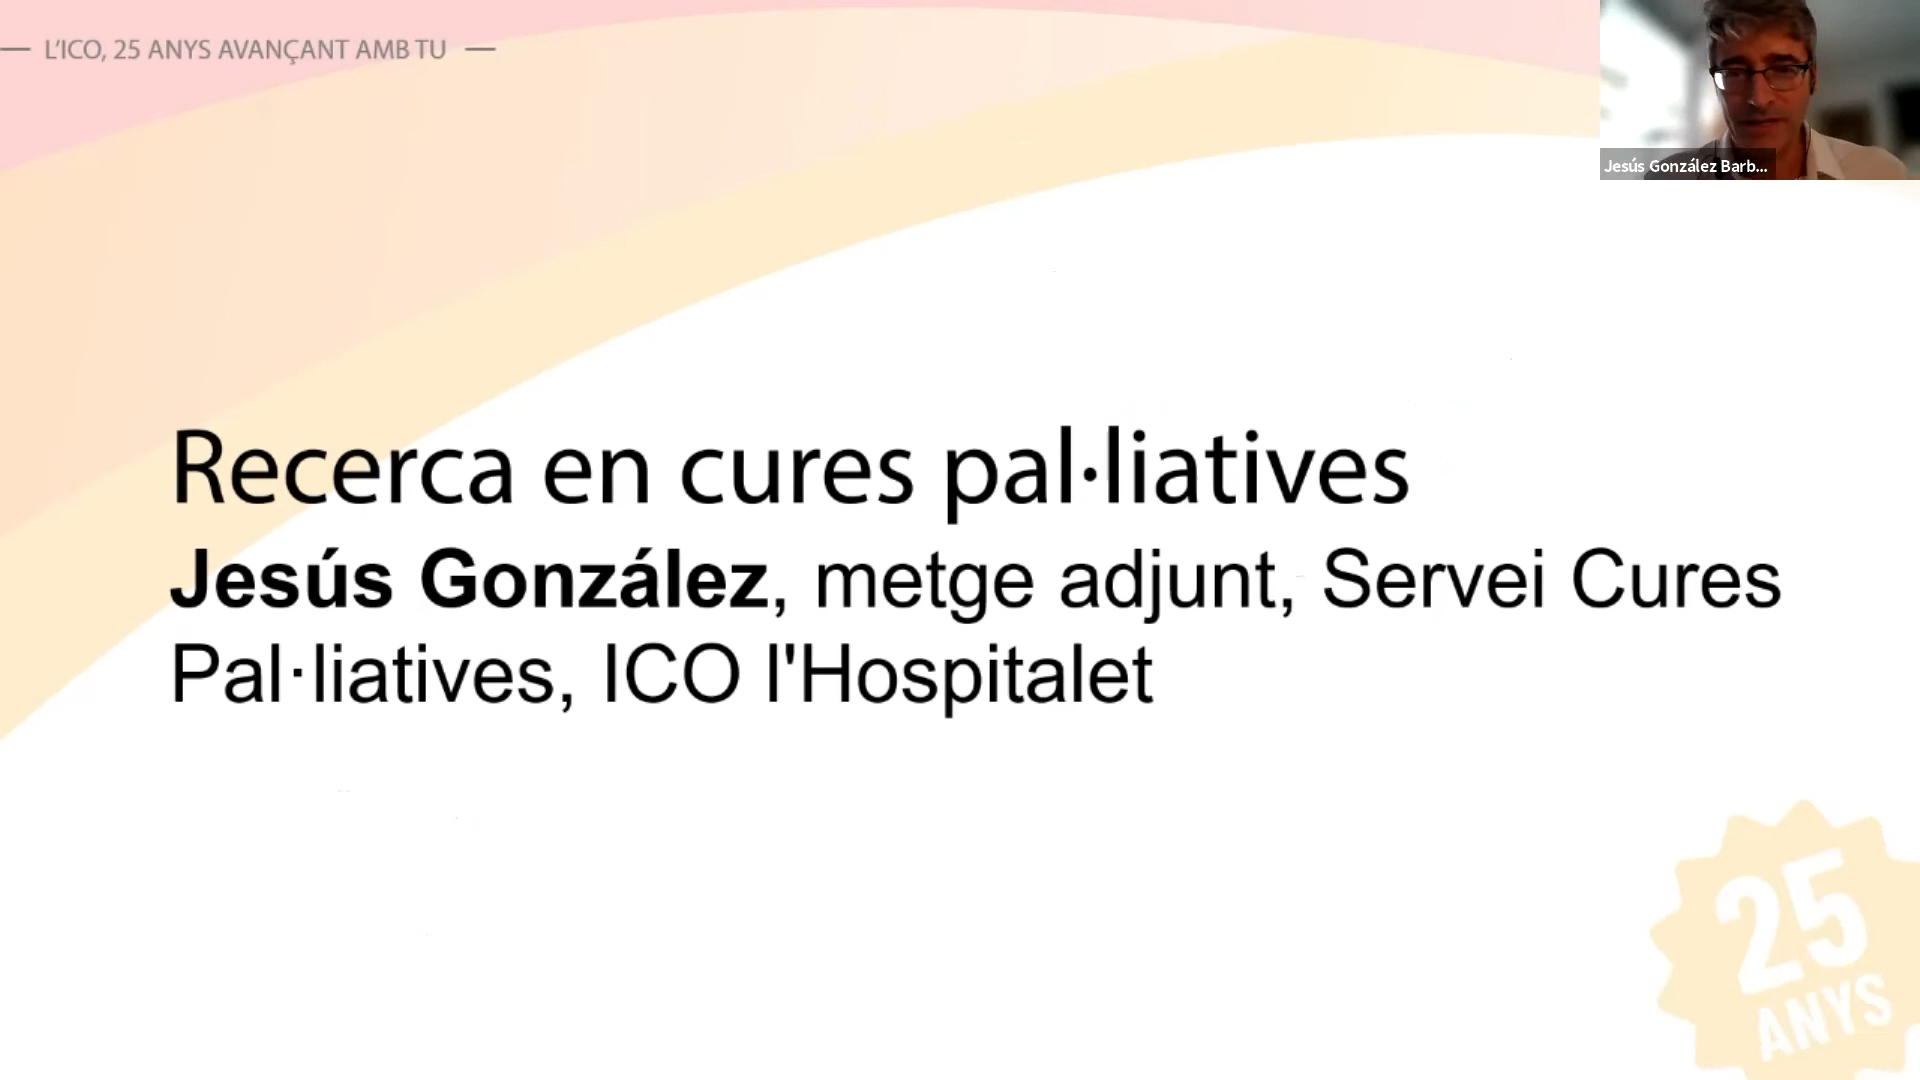 L'ICO, 25 ANYS AVANÇANT AMB TU
Jesús González Barb...
Recerca en cures pal·liatives
Jesús González, metge adjunt, Servei Cures
Pal·liatives, ICO l'Hospitalet
25
ANYS